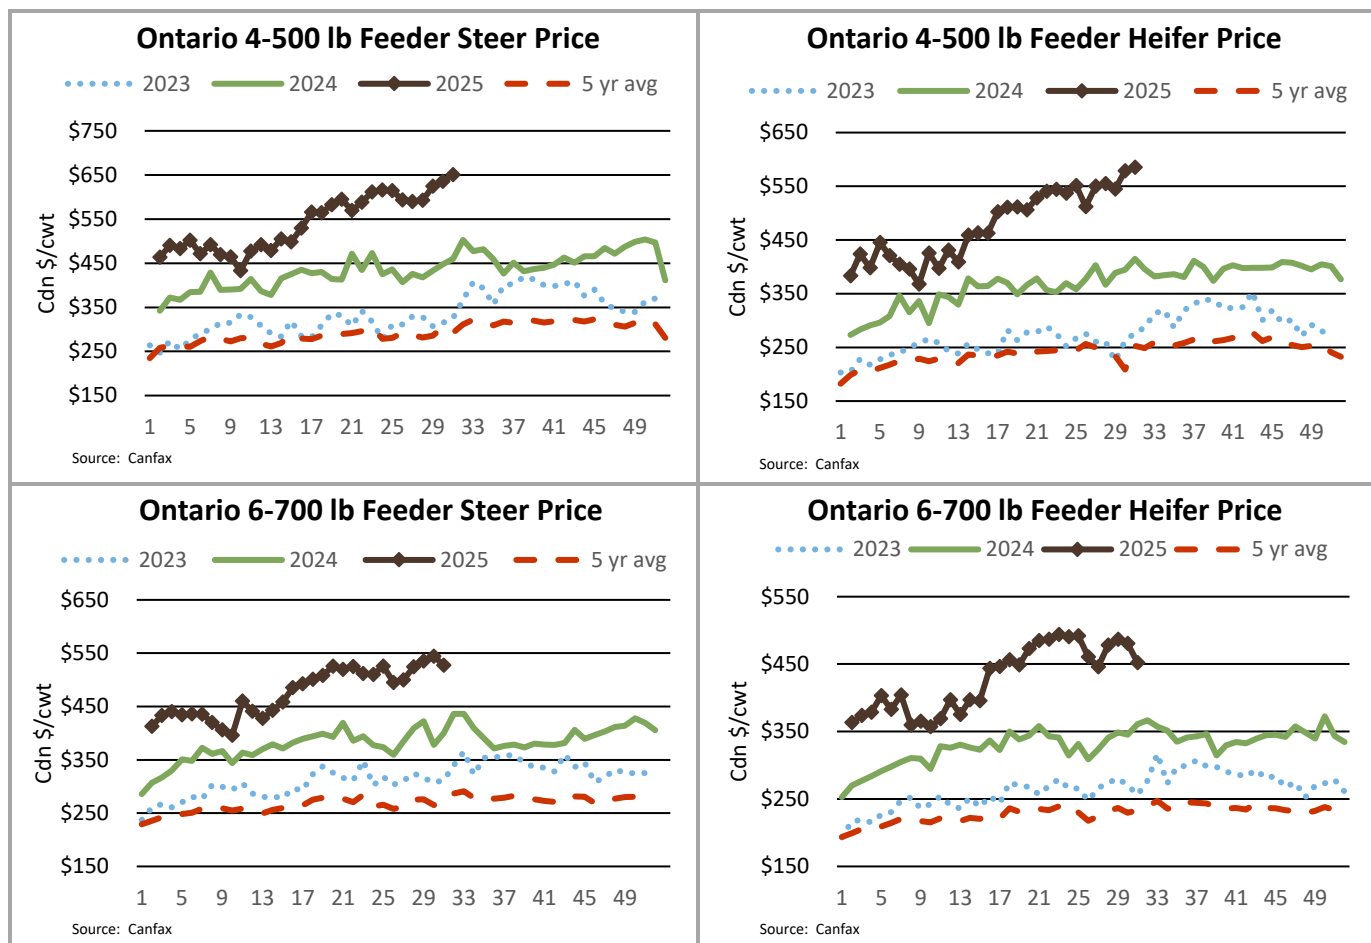 Ontario 4-500 lb Feeder Steer Price
2023 2024 2025 5 yr avg
$750
$650
$550
$450
$350
$250
$150
Cdn $/cwt
1 5 9 13 17 21 25 29 33 37 41 45 49
Source: Canfax
Ontario 4-500 lb Feeder Heifer Price
2023 2024 2025 5 yr avg
$650
$550
$450
$350
$250
$150
Cdn $/cwt
1 5 9 13 17 21 25 29 33 37 41 45 49
Source: Canfax
Ontario 6-700 lb Feeder Steer Price
2023 2024 2025 5 yr avg
$650
$550
$450
$350
$250
$150
Cdn $/cwt
1 5 9 13 17 21 25 29 33 37 41 45 49
Source: Canfax
Ontario 6-700 lb Feeder Heifer Price
2023 2024 2025 5 yr avg
$550
$450
$350
$250
$150
Cdn $/cwt
1 5 9 13 17 21 25 29 33 37 41 45 49
Source: Canfax